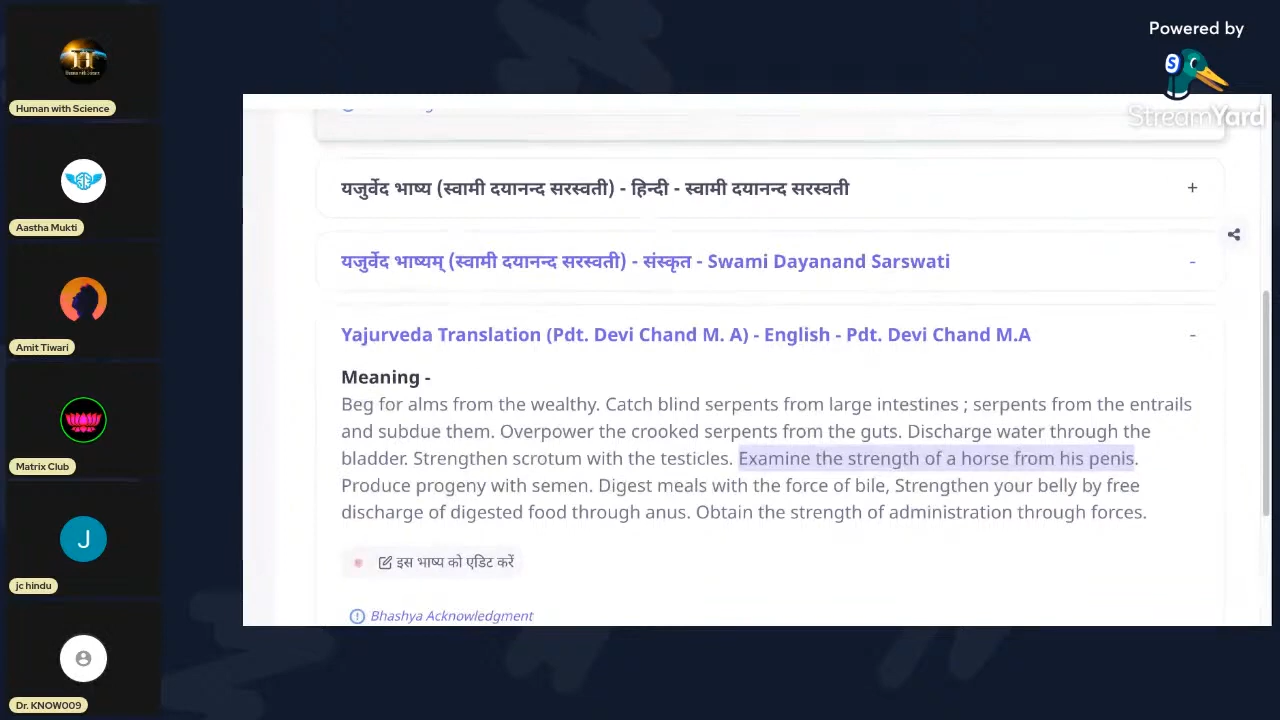 Powered by
StreamYard
Human with Science
Aastha Mukti
Amit Tiwari
Matrix Club
J
jc hindu
Dr. KNOW009
यजुर्वेद भाष्य (स्वामी दयानन्द सरस्वती) - हिन्दी - स्वामी दयानन्द सरस्वती
+
यजुर्वेद भाष्यम् (स्वामी दयानन्द सरस्वती) - संस्कृत - Swami Dayanand Sarswati
-
Yajurveda Translation (Pdt. Devi Chand M. A) - English - Pdt. Devi Chand M.A
-
Meaning -
Beg for alms from the wealthy. Catch blind serpents from large intestines ; serpents from the entrails
and subdue them. Overpower the crooked serpents from the guts. Discharge water through the
bladder. Strengthen scrotum with the testicles. Examine the strength of a horse from his penis.
Produce progeny with semen. Digest meals with the force of bile, Strengthen your belly by free
discharge of digested food through anus. Obtain the strength of administration through forces.
इस भाष्य को एडिट करें
Bhashya Acknowledgment